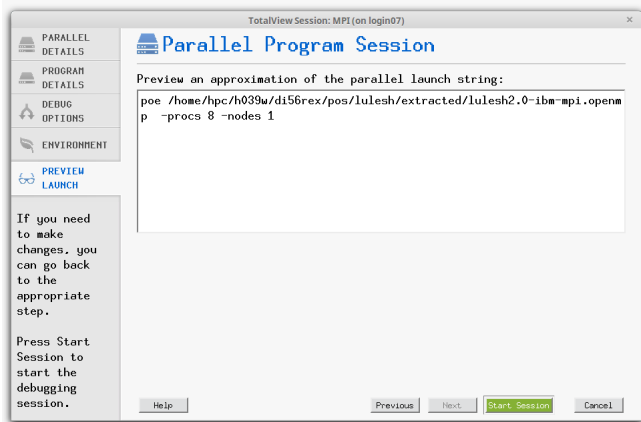 TotalView Session: MPI (on login07)
×
PARALLEL
DETAILS
PROGRAM
DETAILS
DEBUG
OPTIONS
ENVIRONMENT
PREVIEW
LAUNCH
If you need
to make
changes, you
can go back
to the
appropriate
step.
Press Start
Session to
start the
debugging
session.
Parallel Program Session
Preview an approximation of the parallel launch string:
poe /home/hpc/h039w/di56rex/pos/lulesh/extracted/lulesh2.0-ibm-mpi.openm
p  -procs 8 -nodes 1
Help
Previous
Next
Start Session
Cancel